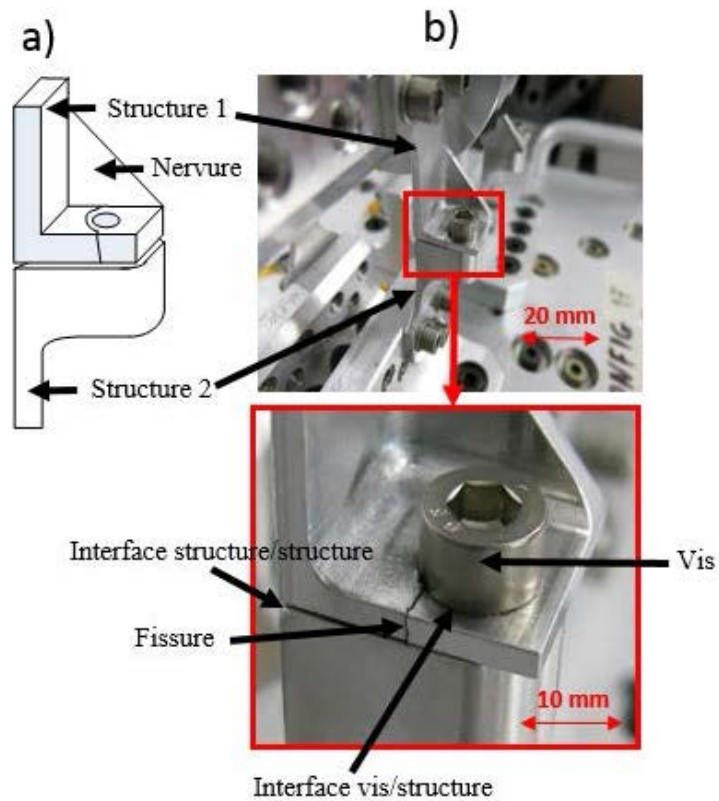 a)
b)
Structure 1
Nervure
20 mm
Structure 2
Interface structure/structure
Vis
Fissure
10 mm
Interface vis/structure